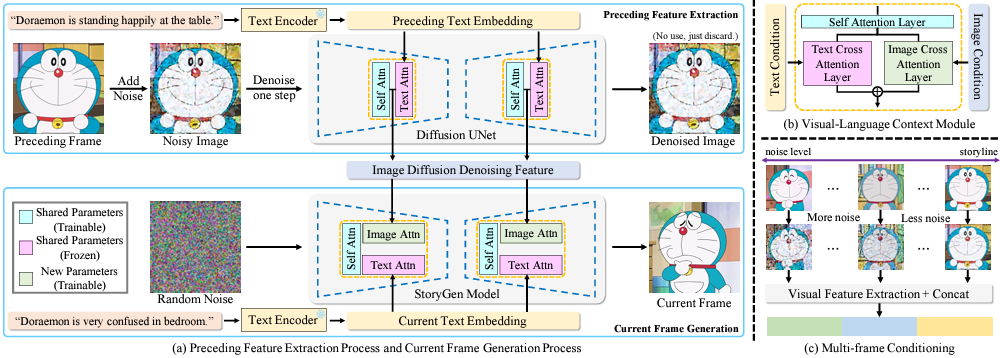 “Doraemon is standing happily at the table.”
Text Encoder
Preceding Text Embedding
Preceding Feature Extraction
(No use, just discard.)
Add
Noise
Denoise
one step
Self Attn
Text Attn
Self Attn
Text Attn
Diffusion UNet
Preceding Frame
Noisy Image
Denoised Image
Image Diffusion Denoising Feature
Shared Parameters
(Trainable)
Shared Parameters
(Frozen)
New Parameters
(Trainable)
Self Attn
Image Attn
Text Attn
Self Attn
Image Attn
Text Attn
StoryGen Model
Random Noise
Current Frame
“Doraemon is very confused in bedroom.”
Text Encoder
Current Text Embedding
Current Frame Generation
(a) Preceding Feature Extraction Process and Current Frame Generation Process
Text Condition
Self Attention Layer
Text Cross
Attention
Layer
Image Cross
Attention
Layer
Image Condition
(b) Visual-Language Context Module
noise level
storyline
...
...
More noise
Less noise
...
...
Visual Feature Extraction + Concat
(c) Multi-frame Conditioning